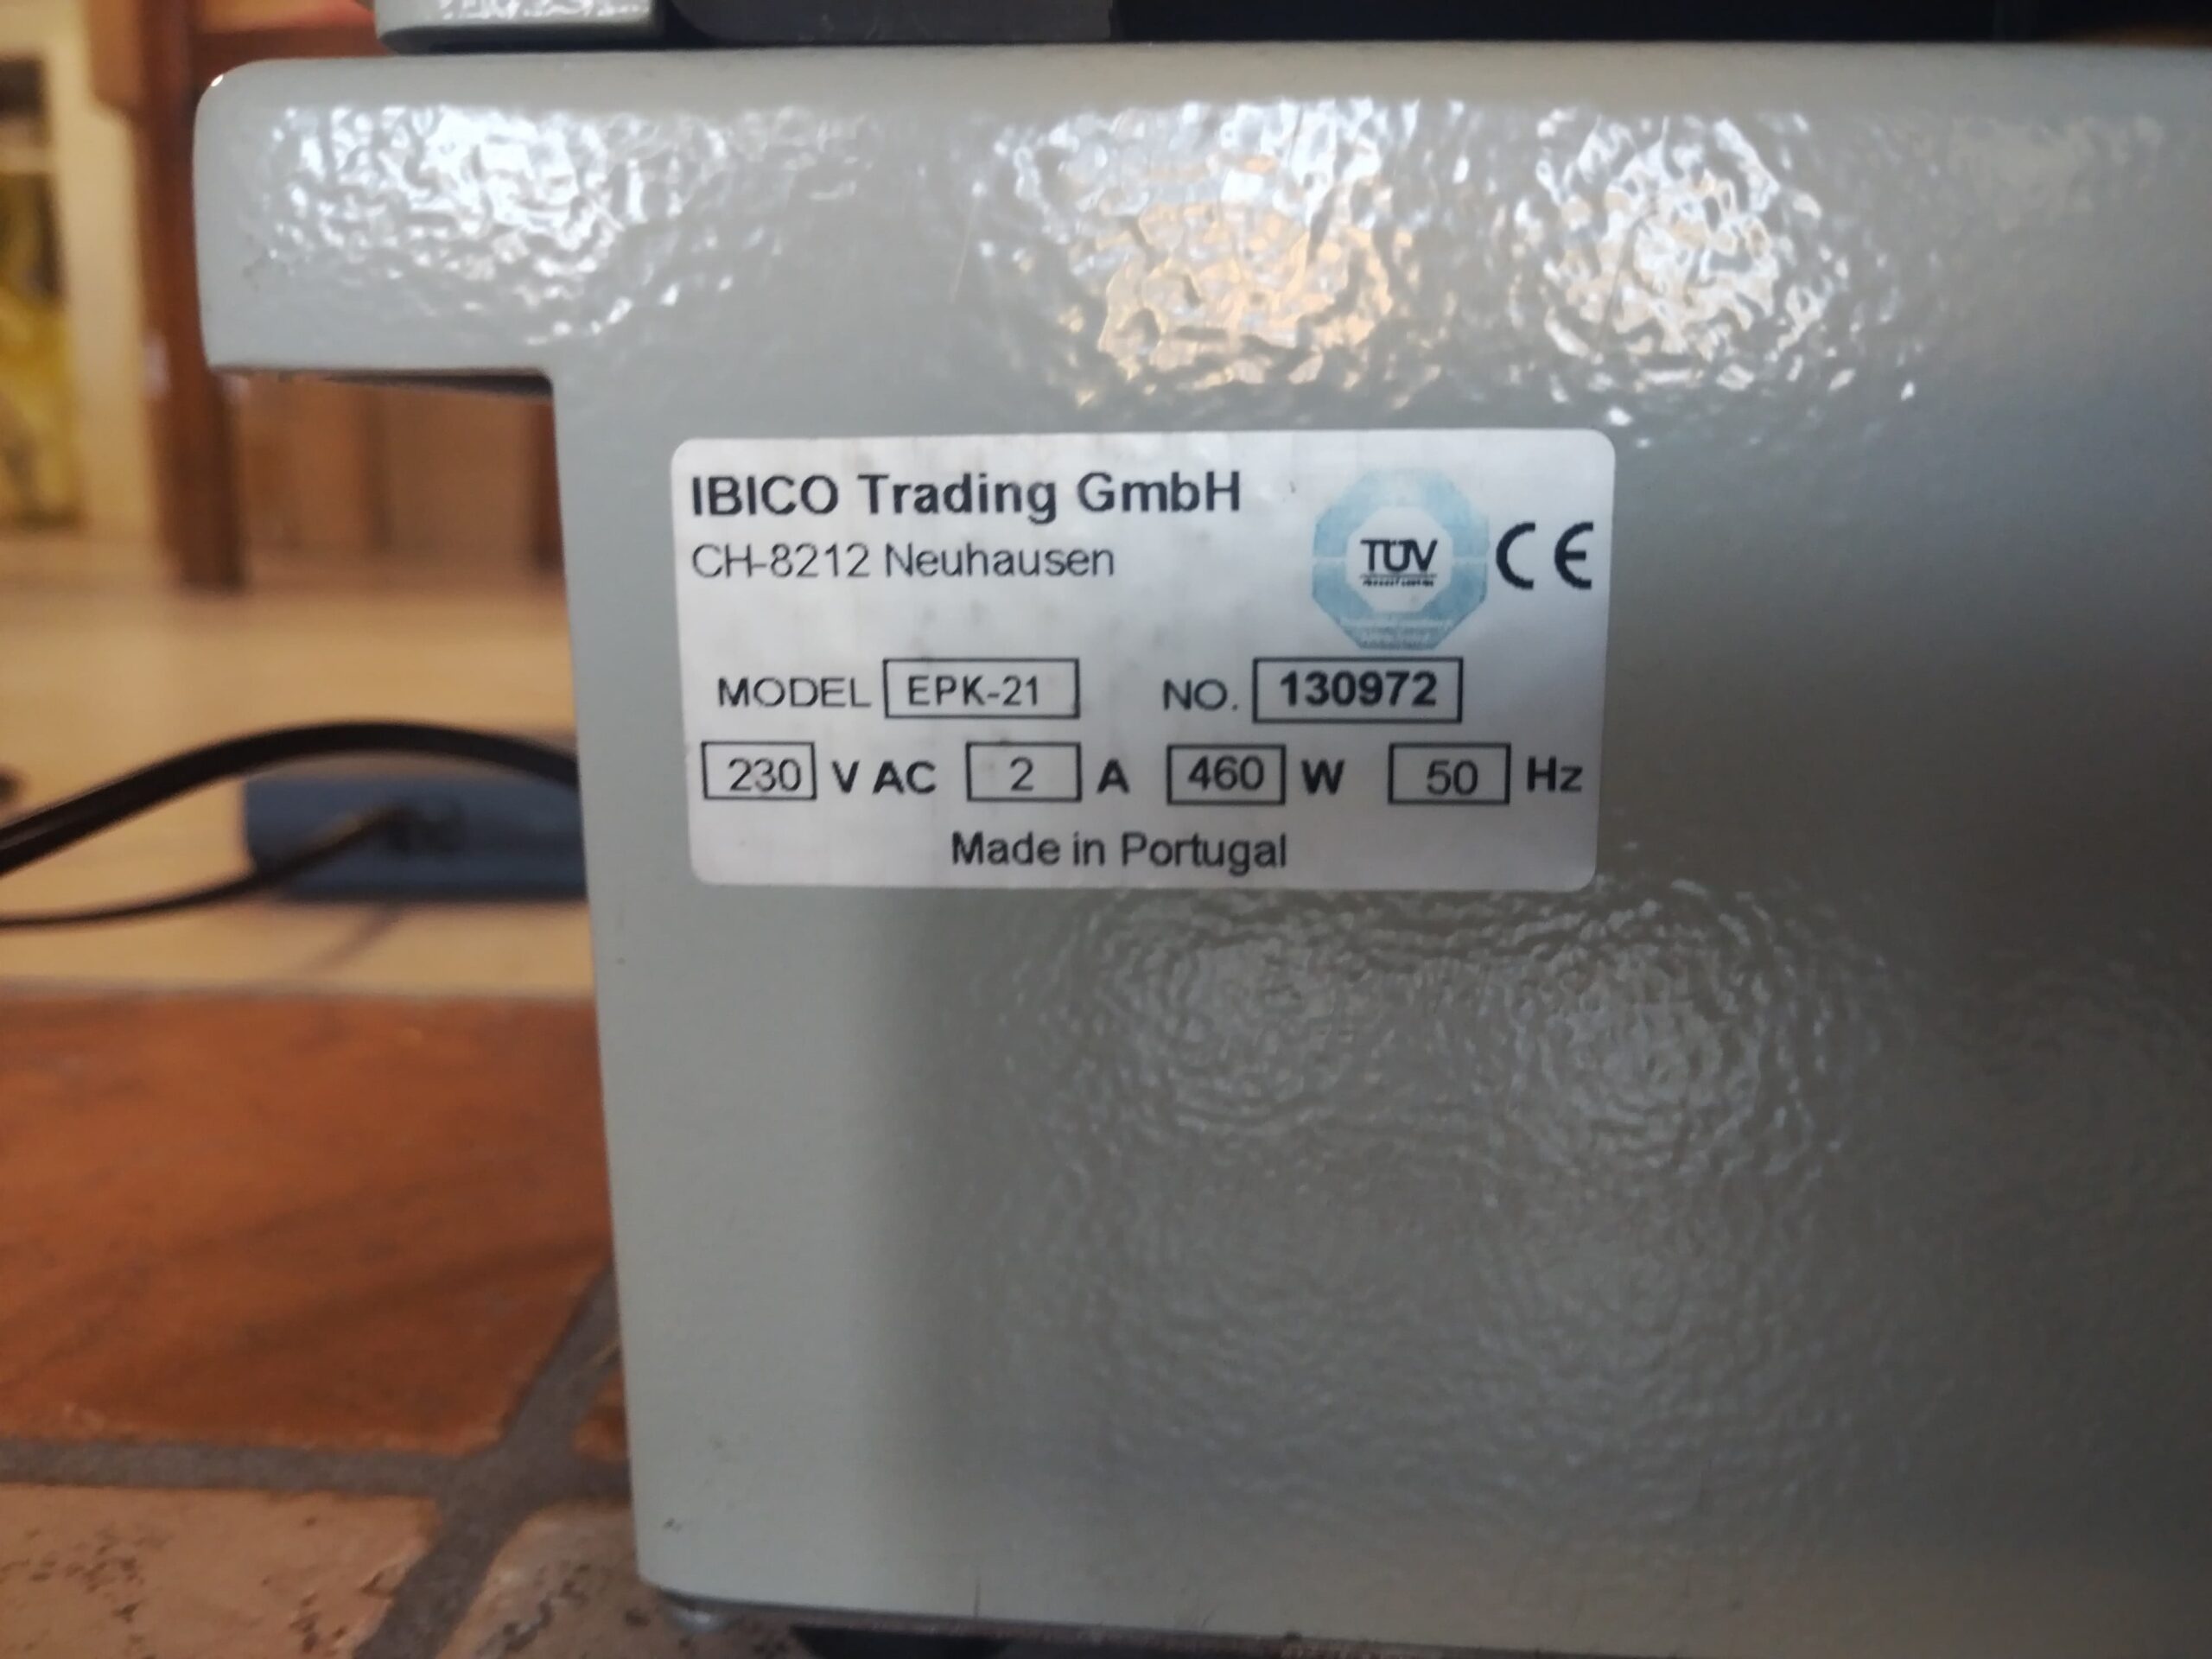 IBICO Trading GmbH
CH-8212 Neuhausen
TÜV
CE
MODEL EPK-21 NO. 130972
230 V AC 2 A 460 W 50 Hz
Made in Portugal